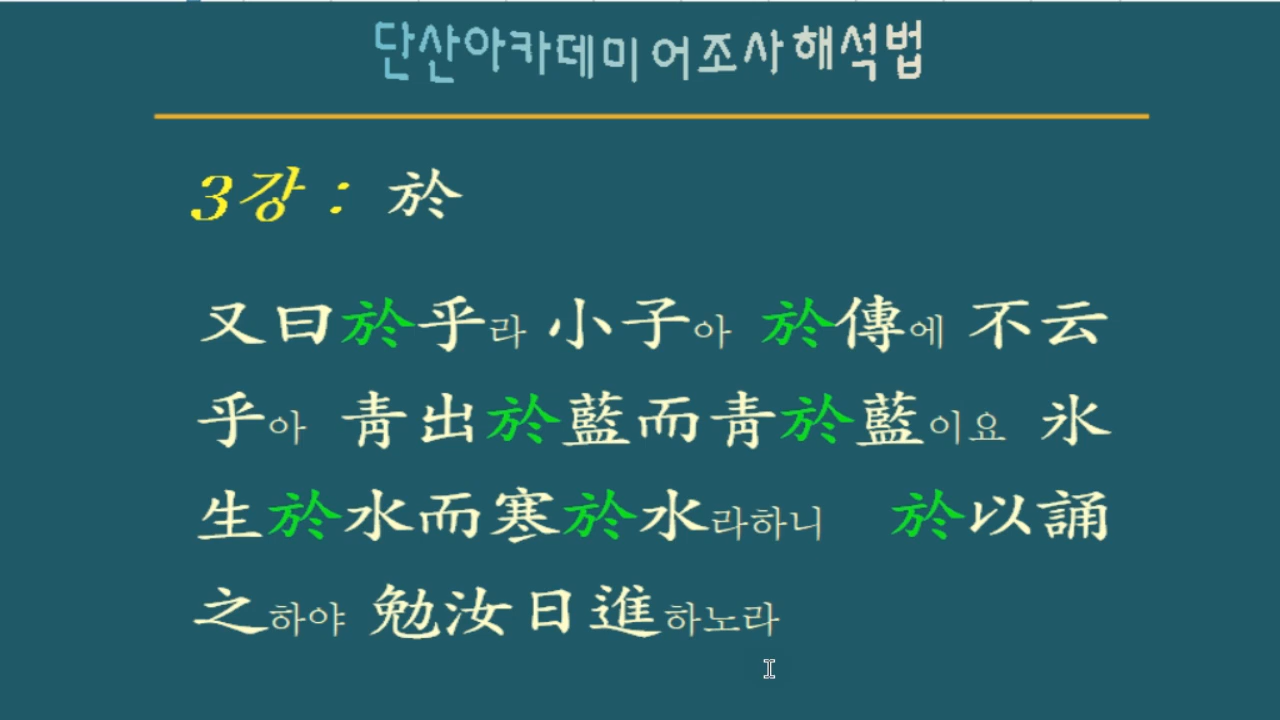 단산아카데미 어조사 해석법
3강 : 於
又曰於乎라 小子아 於傳에 不云
乎아 靑出於藍而靑於藍이요 氷
生於水而寒於水라하니 於以誦
之하야 勉汝日進하노라